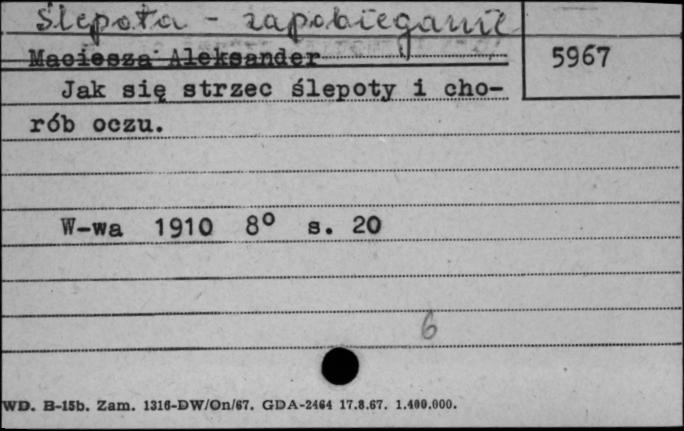 Ślepota - zapobieganie
Maciesza Aleksander
5967
Jak się strzec ślepoty i cho-
rób oczu.
W-wa 1910 8° s. 20
6
WD. B-15b. Zam. 1316-DW/On/67. GDA-2464 17.8.67. 1.400.000.